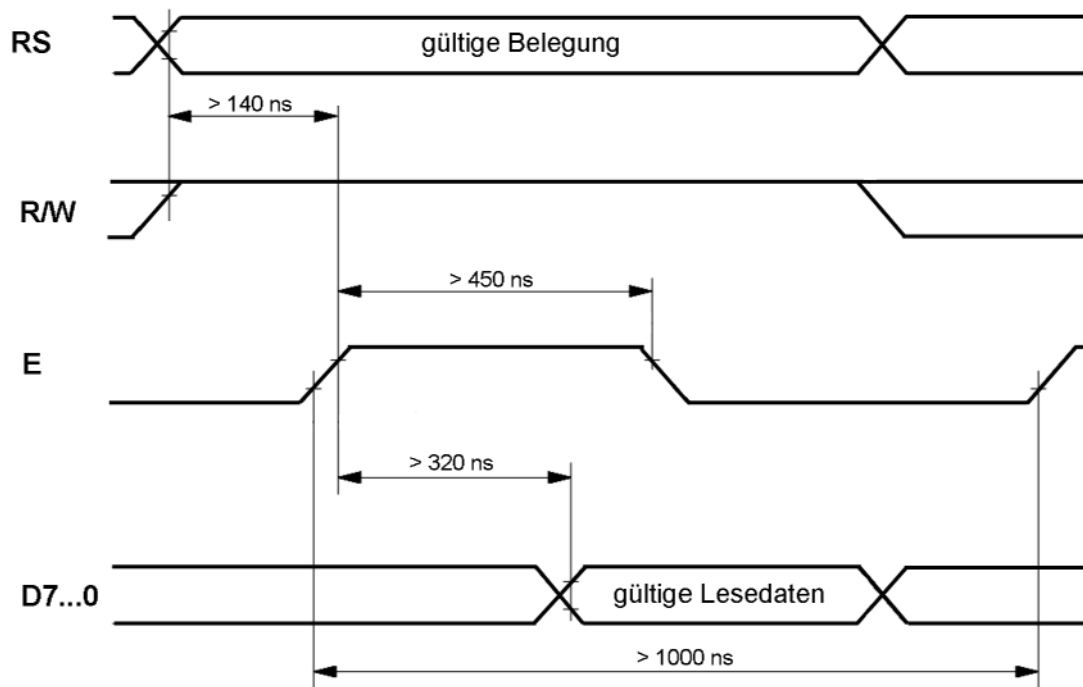 RS
gültige Belegung
> 140 ns
R/W
> 450 ns
E
> 320 ns
D7...0
gültige Lesedaten
> 1000 ns